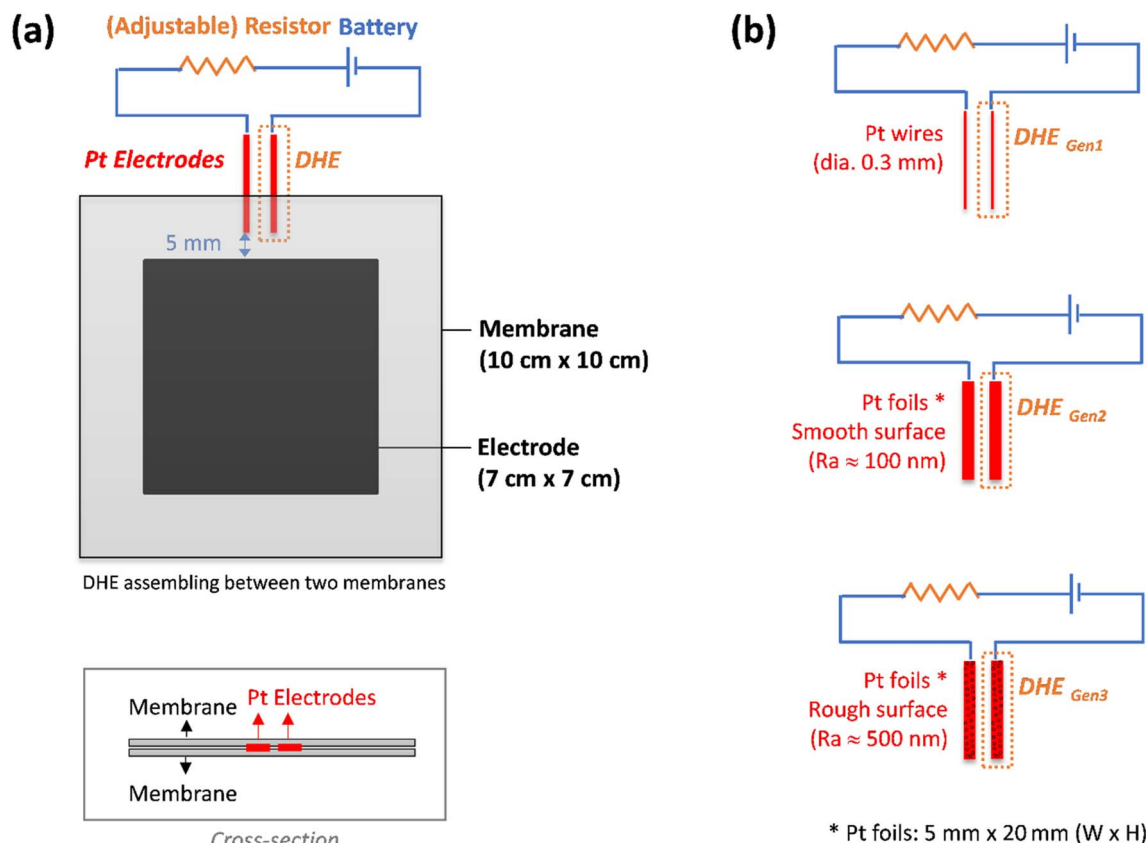 (a)
(Adjustable) Resistor Battery
Pt Electrodes
DHE
5 mm
Membrane
(10 cm x 10 cm)
Electrode
(7 cm x 7 cm)
DHE assembling between two membranes
Membrane
Pt Electrodes
Membrane
Cross-section
(b)
Pt wires
(dia. 0.3 mm)
DHE Gen1
Pt foils *
Smooth surface
(Ra ≈ 100 nm)
DHE Gen2
Pt foils *
Rough surface
(Ra ≈ 500 nm)
DHE Gen3
* Pt foils: 5 mm x 20 mm (W x H)